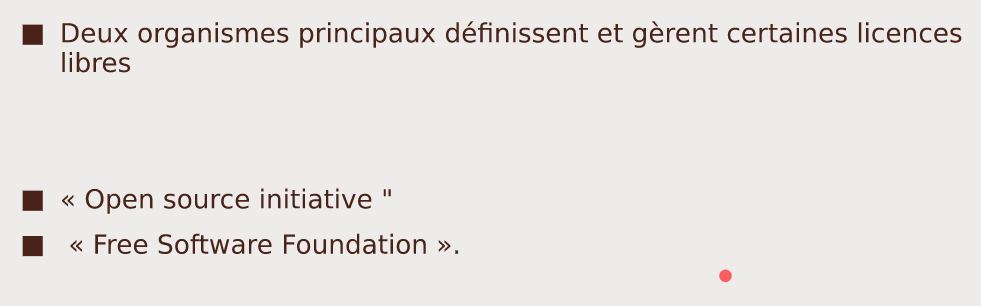 Deux organismes principaux définissent et gèrent certaines licences
libres
« Open source initiative "
« Free Software Foundation ».